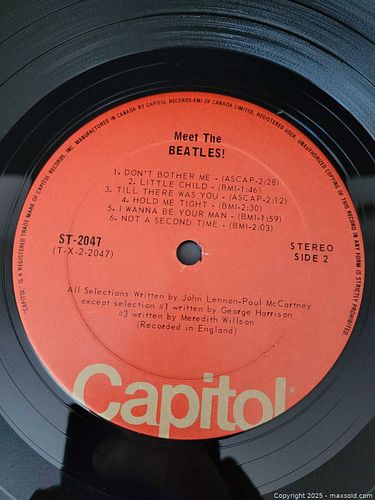 "CAPITOL" IS A REGISTERED TRADE MARK OF CAPITOL RECORDS, INC. MANUFACTURED IN CANADA BY CAPITOL RECORDS-EMI OF CANADA LIMITED, REGISTERED USER. UNAUTHORIZED COPYING OF THIS RECORD IN ANY FORM IS STRICTLY PROHIBITED.
Meet The
BEATLES!
1. DON'T BOTHER ME - (ASCAP-2:28)
2. LITTLE CHILD - (BMI-1:46)
3. TILL THERE WAS YOU - (ASCAP-2:12)
4. HOLD ME TIGHT - (BMI-2:30)
5. I WANNA BE YOUR MAN - (BMI-1:59)
6. NOT A SECOND TIME - (BMI-2:03)
ST-2047
(T-X-2-2047)
STEREO
SIDE 2
All Selections Written by John Lennon-Paul McCartney
except selection #1 written by George Harrison
#3 written by Meredith Willson
(Recorded in England)
Capitol®
Copyright 2025 - maxsold.com